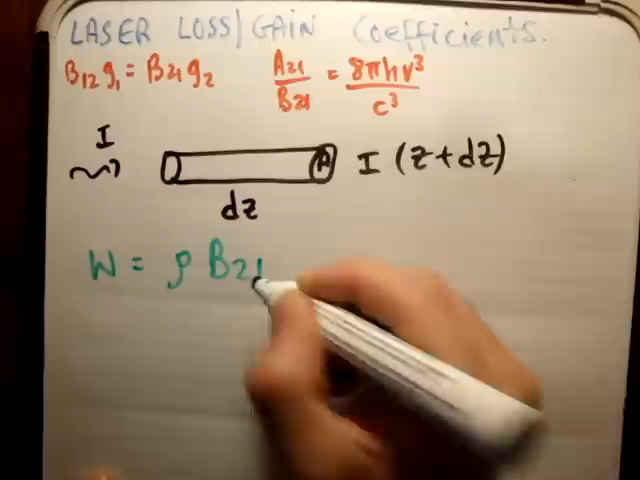 LASER LOSS/GAIN Coefficients.
B12 g1 = B21 g2 A21/B21 = 8πhν³/c³
I
A I (z+dz)
dz
W = ρ B21